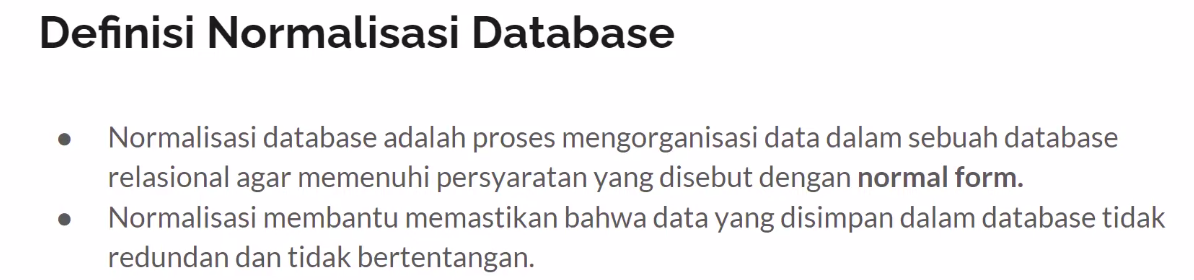 Definisi Normalisasi Database
● Normalisasi database adalah proses mengorganisasi data dalam sebuah database
relasional agar memenuhi persyaratan yang disebut dengan normal form.
● Normalisasi membantu memastikan bahwa data yang disimpan dalam database tidak
redundan dan tidak bertentangan.